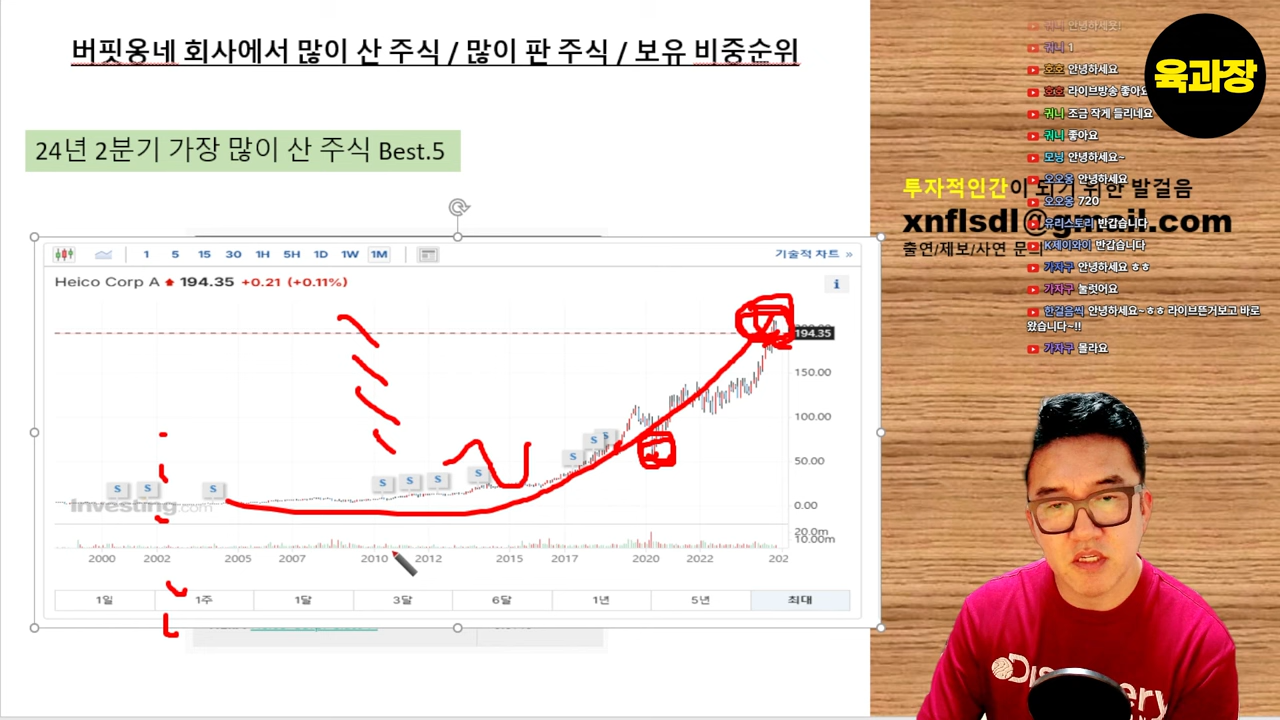 버핏옹네 회사에서 많이 산 주식 / 많이 판 주식 / 보유 비중순위
24년 2분기 가장 많이 산 주식 Best.5
1 5 15 30 1H 5H 1D 1W 1M
기술적 차트 »
Heico Corp A 194.35 +0.21 (+0.11%)
i
194.35
150.00
100.00
50.00
0.00
20.0m
10.00m
S S S S S S S S S S
Investing.com
2000 2002 2005 2007 2010 2012 2015 2017 2020 2022 202
1일 1주 1달 3달 6달 1년 5년 최대
육과장
궈니 안녕하세욧!
궈니 1
호호 안녕하세요
호호 라이브방송 좋아요
궈니 조금 작게 들리네요
궈니 좋아요
모닝 안녕하세요~
오오옹 안녕하세요
투자적인간이 되기 위한 발걸음
오오옹 720
xnflsdl@gmail.com
유리스토리 반갑습니다
K제이와이 반갑습니다
출연/제보/사연 문의
가자구 안녕하세요 ㅎㅎ
가자구 눌럿어요
한걸음씩 안녕하세요~ㅎㅎ 라이브뜬거보고 바로
왔습니다~!!
가자구 몰라요
Discovery